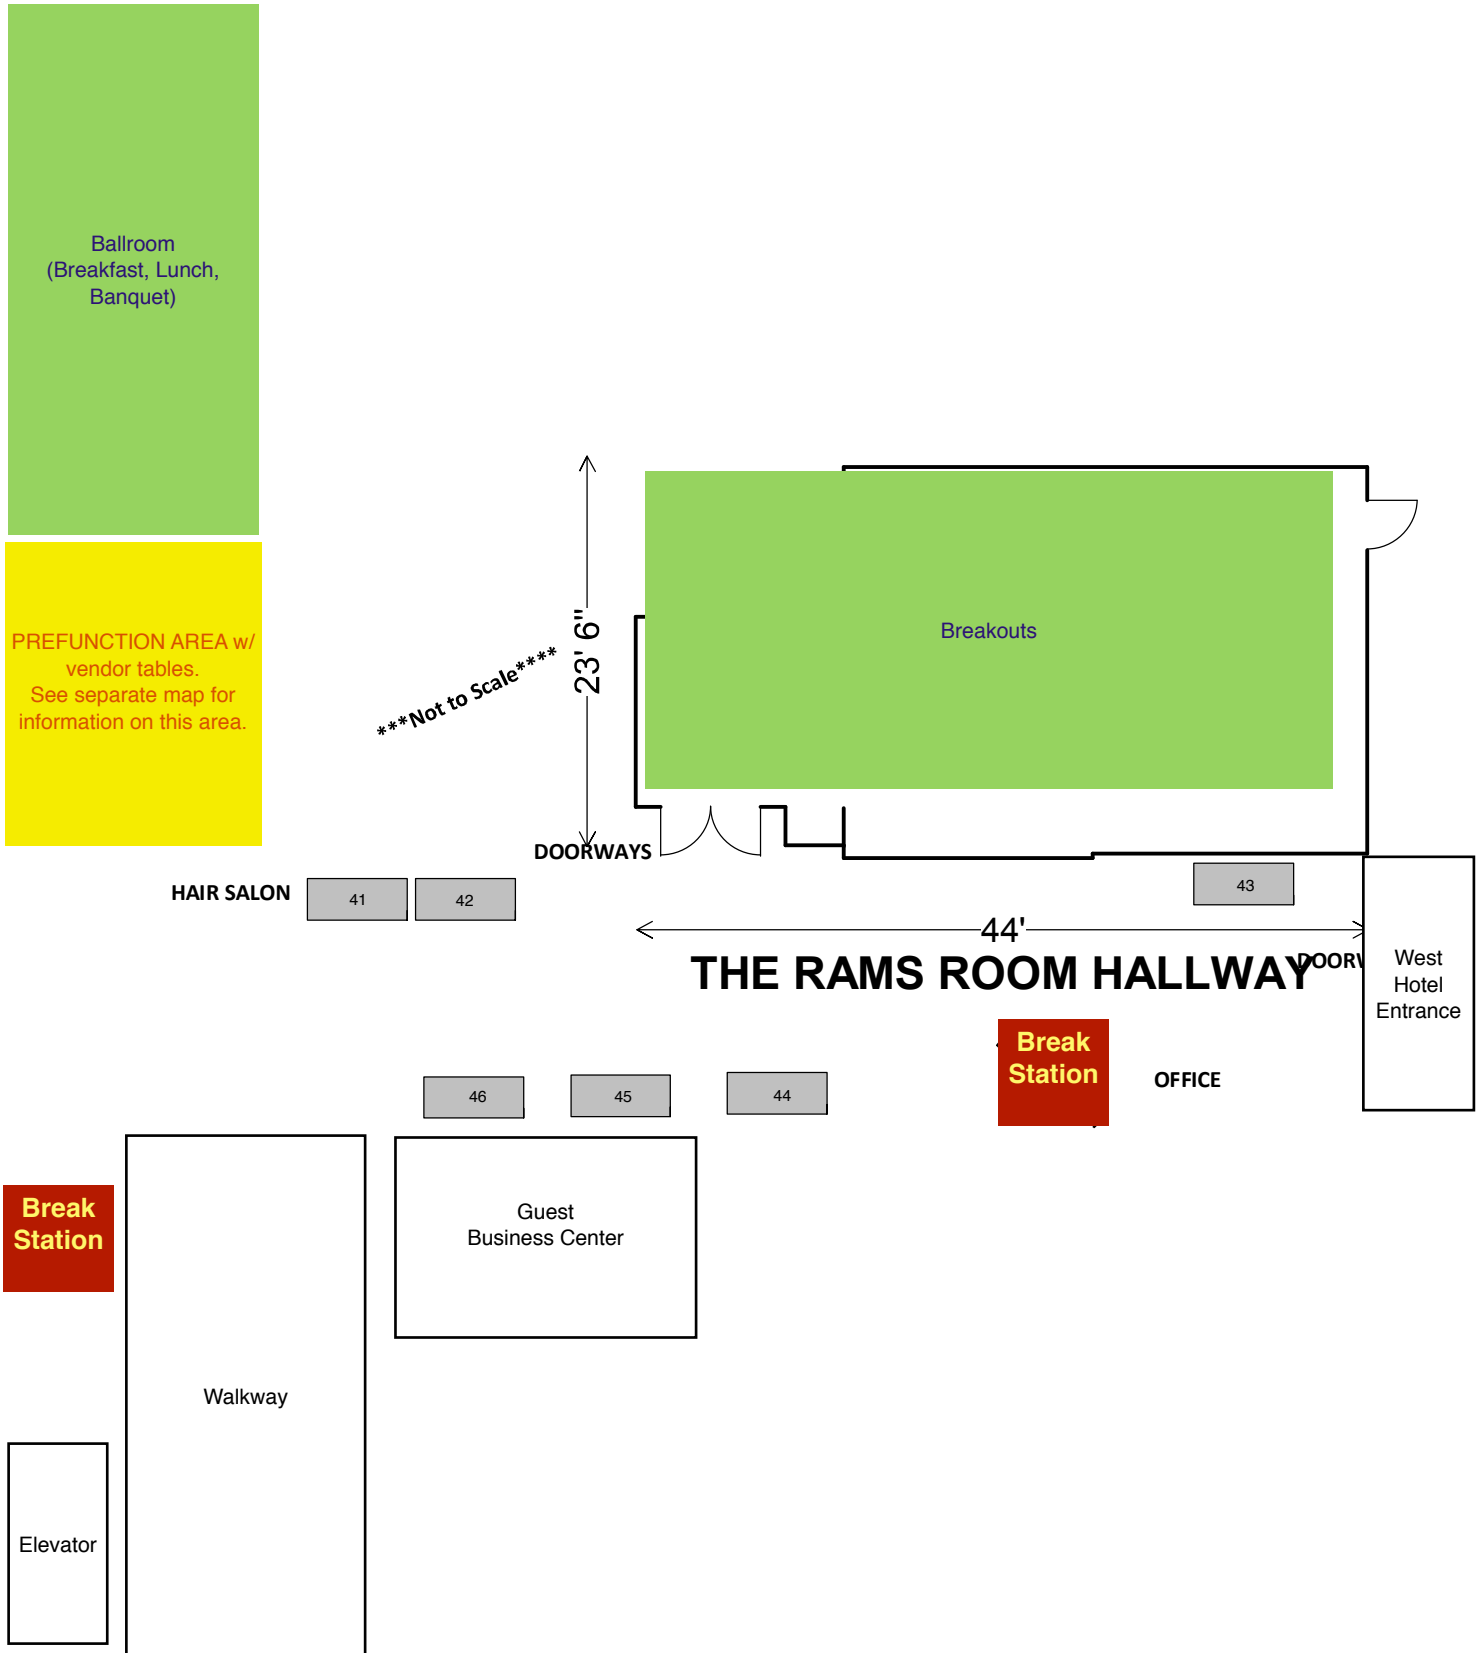 Ballroom
(Breakfast, Lunch,
Banquet)
PREFUNCTION AREA w/
vendor tables.
See separate map for
information on this area.
***Not to Scale****
23' 6"
Breakouts
DOORWAYS
HAIR SALON
41
42
43
44'
THE RAMS ROOM HALLWAY
West
Hotel
Entrance
Break
Station
OFFICE
46
45
44
Break
Station
Guest
Business Center
Walkway
Elevator